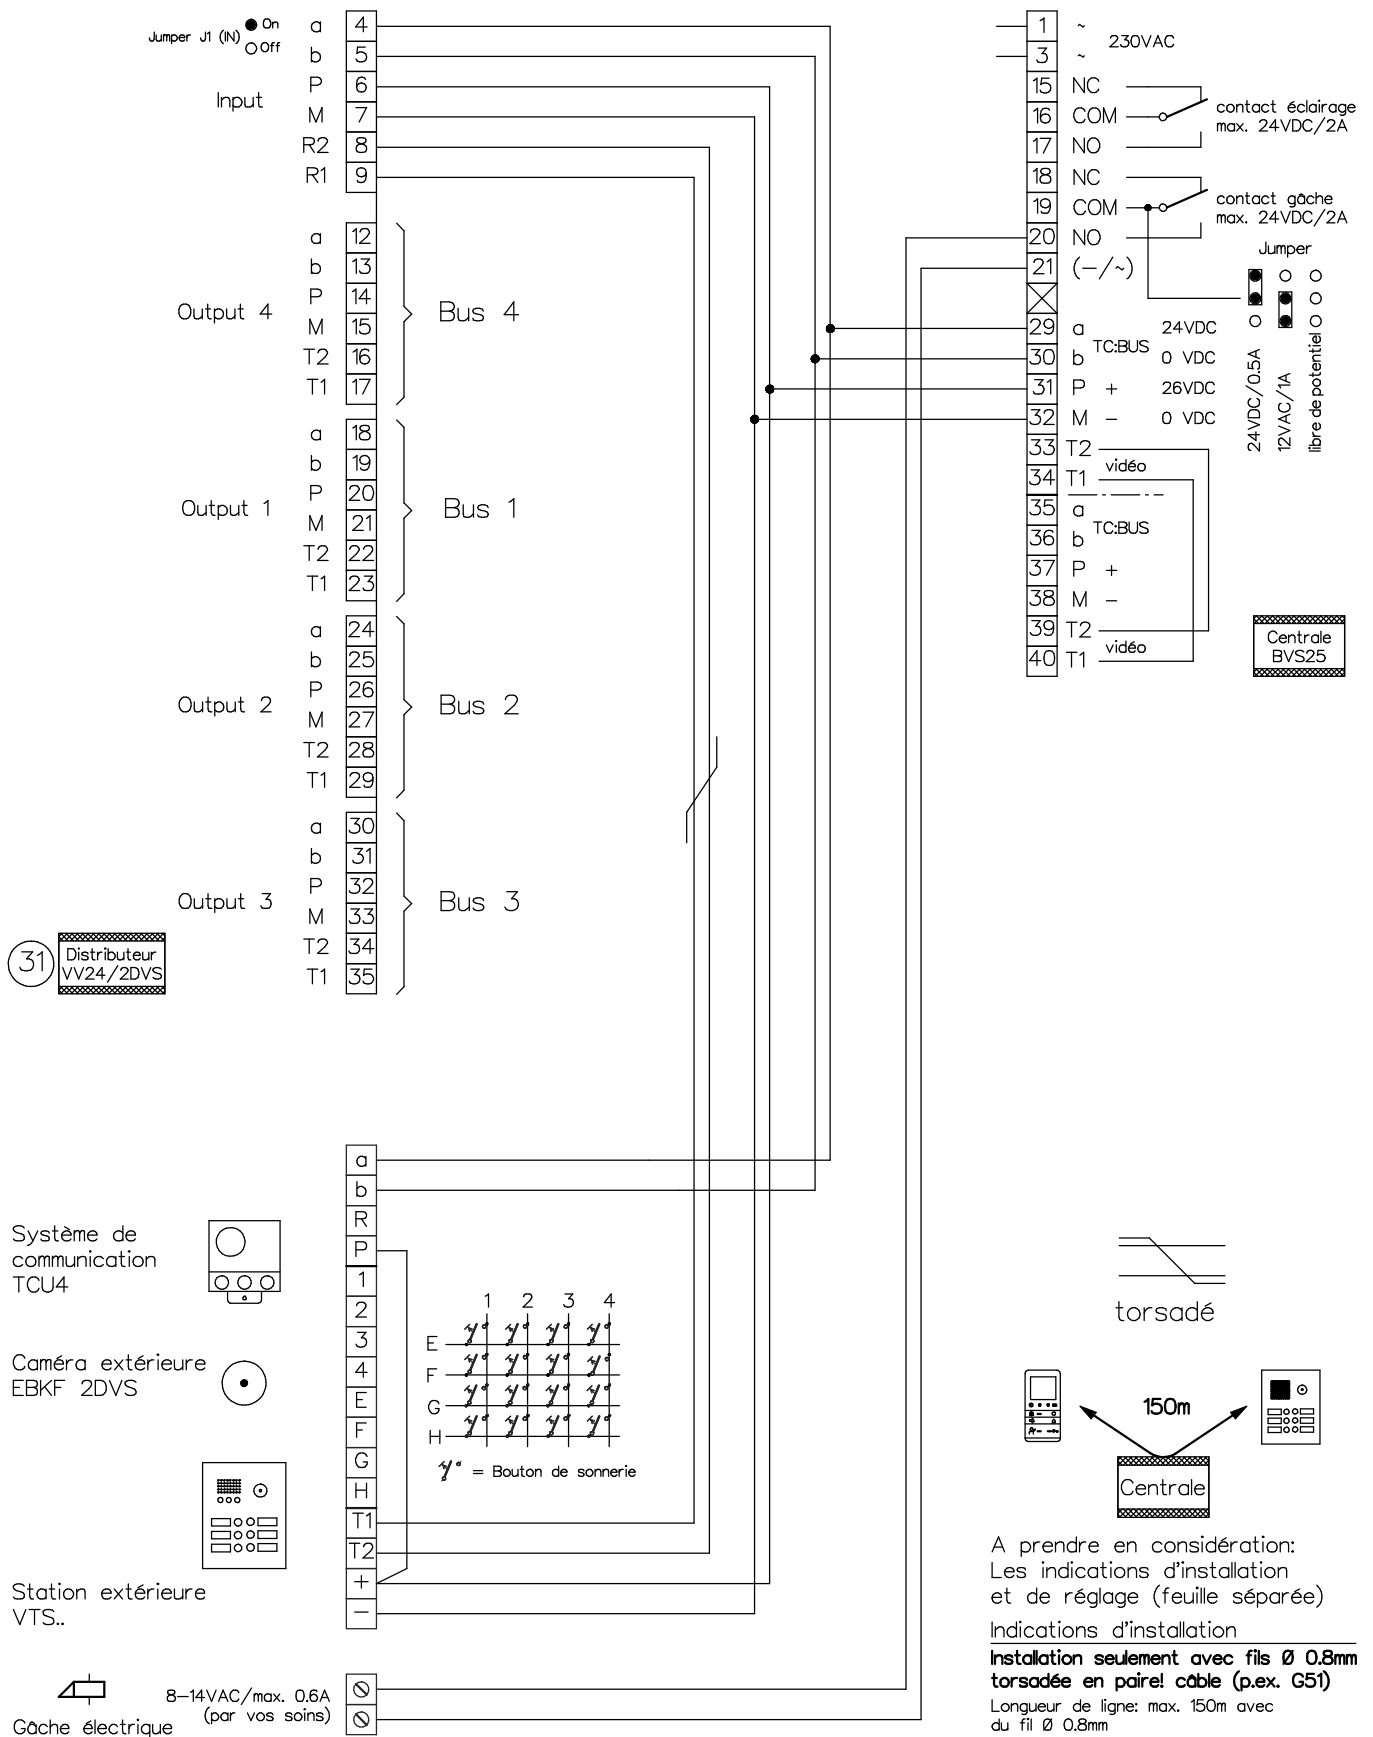 Jumper J1 (IN)
On
Off
Input
a 4
b 5
P 6
M 7
R2 8
R1 9
Output 4
a 12
b 13
P 14
M 15
T2 16
T1 17
Bus 4
Output 1
a 18
b 19
P 20
M 21
T2 22
T1 23
Bus 1
Output 2
a 24
b 25
P 26
M 27
T2 28
T1 29
Bus 2
Output 3
a 30
b 31
P 32
M 33
T2 34
T1 35
Bus 3
31
Distributeur
VV24/2DVS
1 ~
3 ~
230VAC
15 NC
16 COM
17 NO
contact éclairage
max. 24VDC/2A
18 NC
19 COM
20 NO
21 (−/~)
contact gâche
max. 24VDC/2A
Jumper
24VDC/0.5A
12VAC/1A
libre de potentiel
29 a 24VDC
TC:BUS
30 b 0 VDC
31 P + 26VDC
32 M − 0 VDC
33 T2
vidéo
34 T1
35 a
TC:BUS
36 b
37 P +
38 M −
39 T2
vidéo
40 T1
Centrale
BVS25
a
b
R
P
1
2
3
4
E
F
G
H
T1
T2
+
−
Système de
communication
TCU4
Caméra extérieure
EBKF 2DVS
Station extérieure
VTS..
1 2 3 4
E
F
G
H
= Bouton de sonnerie
Gâche électrique
8−14VAC/max. 0.6A
(par vos soins)
torsadé
150m
Centrale
A prendre en considération:
Les indications d'installation
et de réglage (feuille séparée)
Indications d'installation
Installation seulement avec fils Ø 0.8mm
torsadée en paire! câble (p.ex. G51)
Longueur de ligne: max. 150m avec
du fil Ø 0.8mm